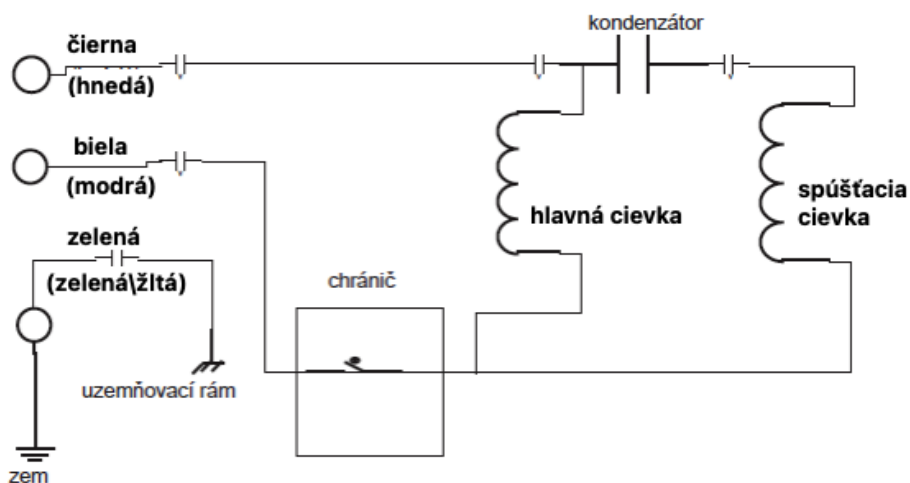 kondenzátor
čierna
(hnedá)
biela
(modrá)
hlavná cievka
spúšťacia
cievka
zelená
(zelená\žltá)
chránič
uzemňovací rám
zem